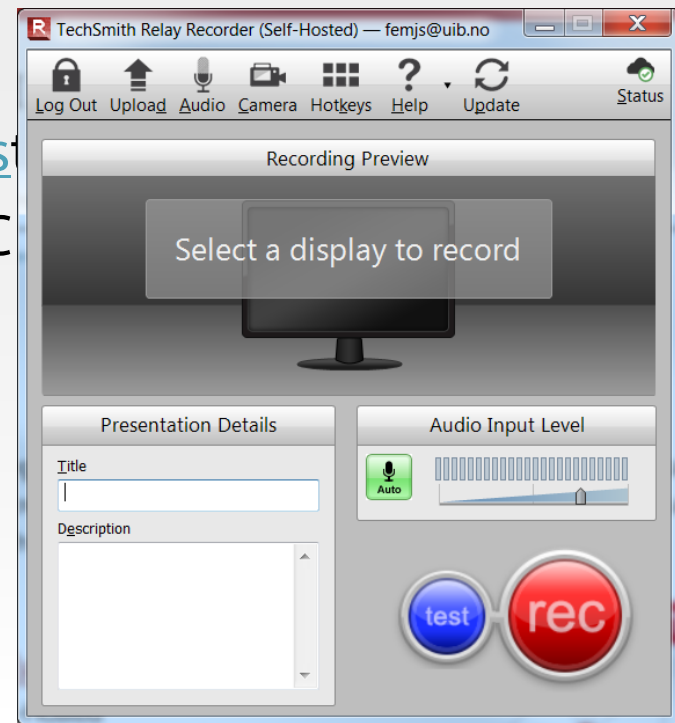 R TechSmith Relay Recorder (Self-Hosted) — femjs@uib.no X
Log Out Upload Audio Camera Hotkeys Help Update Status
Recording Preview
Select a display to record
Presentation Details
Audio Input Level
Title
Auto
Description
test rec